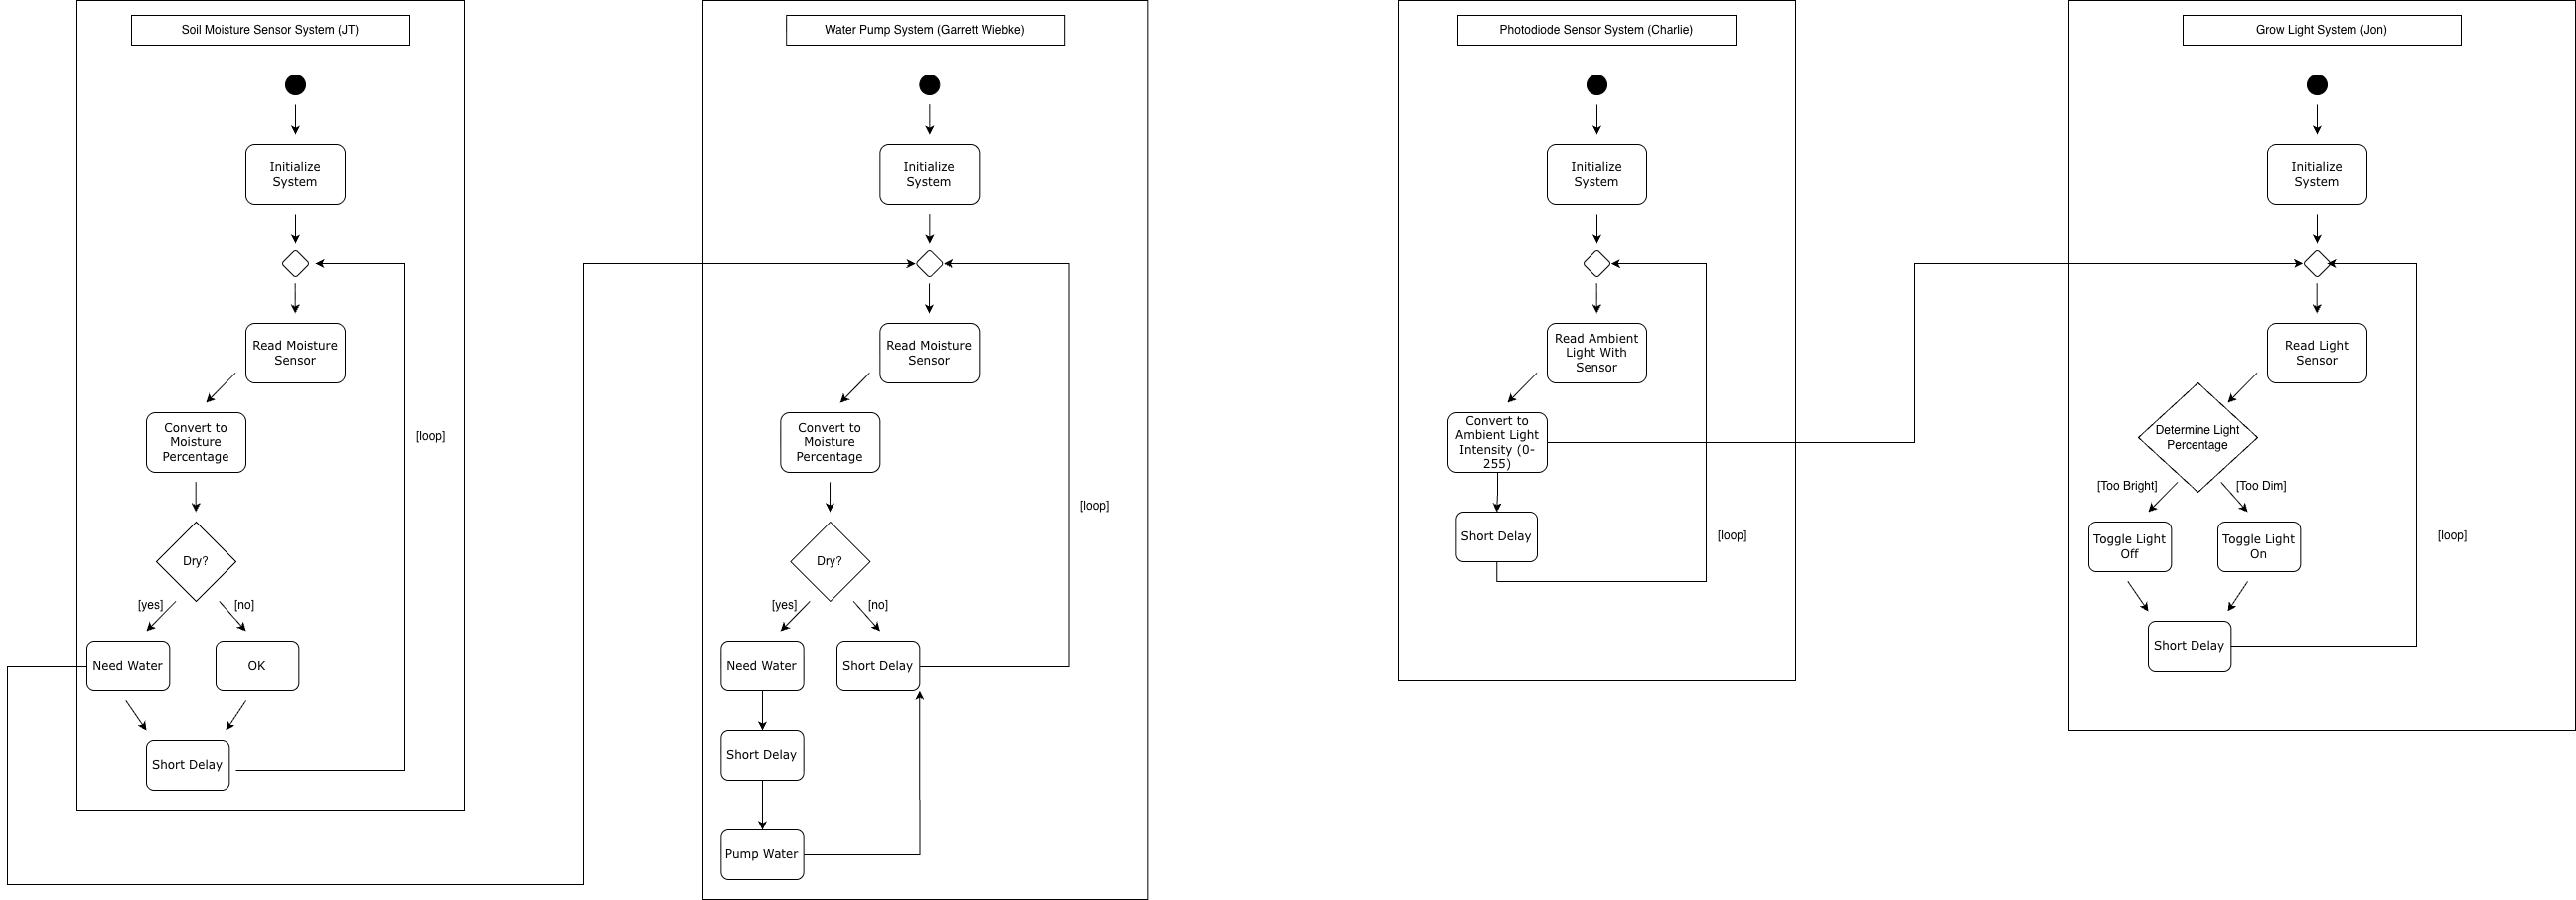 Soil Moisture Sensor System (JT)
Initialize
System
Read Moisture
Sensor
Convert to
Moisture
Percentage
[loop]
Dry?
[yes]
[no]
Need Water
OK
Short Delay
Water Pump System (Garrett Wiebke)
Initialize
System
Read Moisture
Sensor
Convert to
Moisture
Percentage
[loop]
Dry?
[yes]
[no]
Need Water
Short Delay
Short Delay
Pump Water
Photodiode Sensor System (Charlie)
Initialize
System
Read Ambient
Light With
Sensor
Convert to
Ambient Light
Intensity (0-
255)
Short Delay
[loop]
Grow Light System (Jon)
Initialize
System
Read Light
Sensor
Determine Light
Percentage
[Too Bright]
[Too Dim]
Toggle Light
Off
Toggle Light
On
[loop]
Short Delay